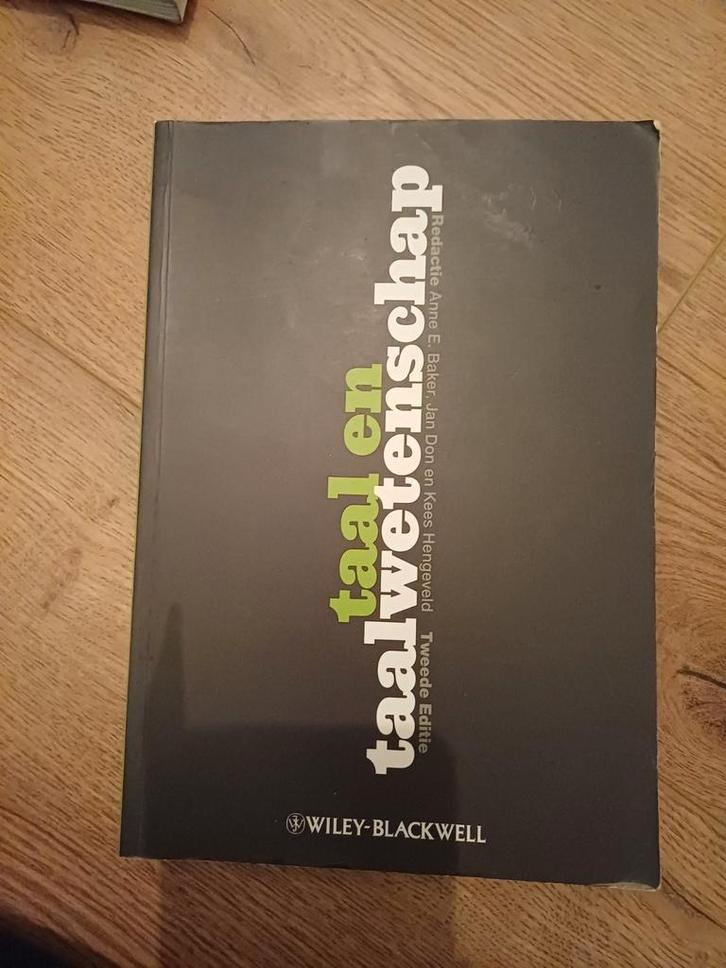 taal en
taalwetenschap
Redactie Anne E. Baker, Jan Don en Kees Hengeveld Tweede Editie
WILEY-BLACKWELL